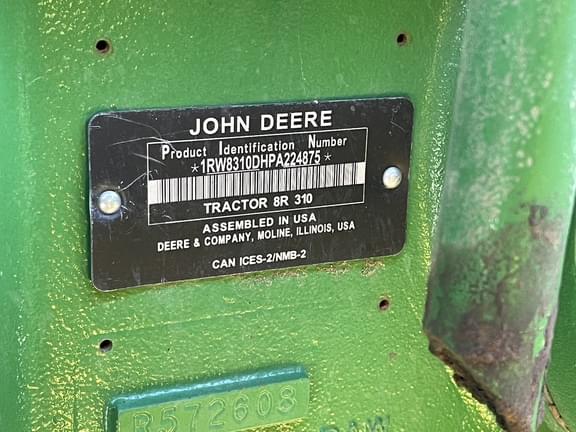 JOHN DEERE
Product Identification Number
*1RW8310DHPA224875*
TRACTOR 8R 310
ASSEMBLED IN USA
DEERE & COMPANY, MOLINE, ILLINOIS, USA
CAN ICES-2/NMB-2
R572608